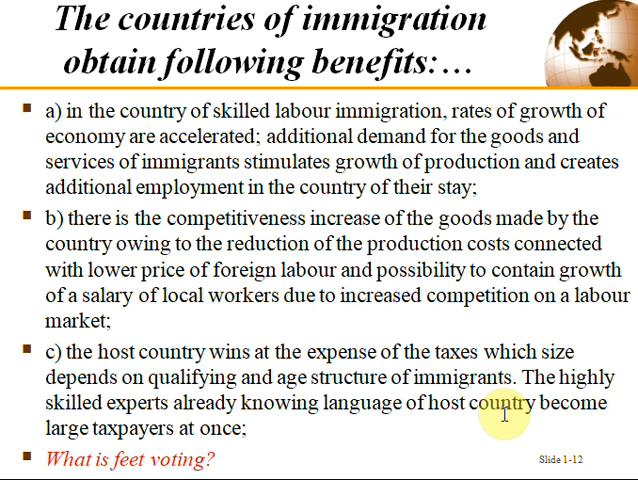 The countries of immigration
obtain following benefits:…
a) in the country of skilled labour immigration, rates of growth of
economy are accelerated; additional demand for the goods and
services of immigrants stimulates growth of production and creates
additional employment in the country of their stay;
b) there is the competitiveness increase of the goods made by the
country owing to the reduction of the production costs connected
with lower price of foreign labour and possibility to contain growth
of a salary of local workers due to increased competition on a labour
market;
c) the host country wins at the expense of the taxes which size
depends on qualifying and age structure of immigrants. The highly
skilled experts already knowing language of host country become
large taxpayers at once;
What is feet voting?
Slide 1-12